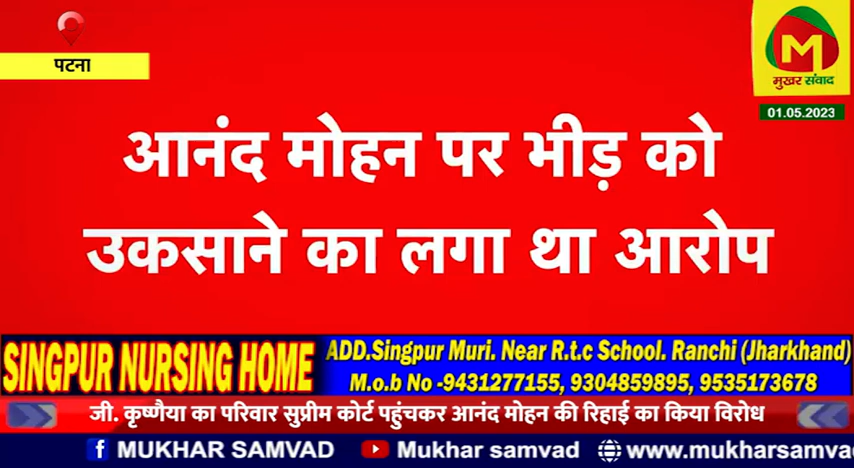 पटना
M
मुखर संवाद
01.05.2023
आनंद मोहन पर भीड़ को
उकसाने का लगा था आरोप
SINGPUR NURSING HOME
ADD.Singpur Muri. Near R.t.c School. Ranchi (Jharkhand)
M.o.b No -9431277155, 9304859895, 9535173678
जी. कृष्णैया का परिवार सुप्रीम कोर्ट पहुंचकर आनंद मोहन की रिहाई का किया विरोध
f MUKHAR SAMVAD Mukhar samvad www.mukharsamvad